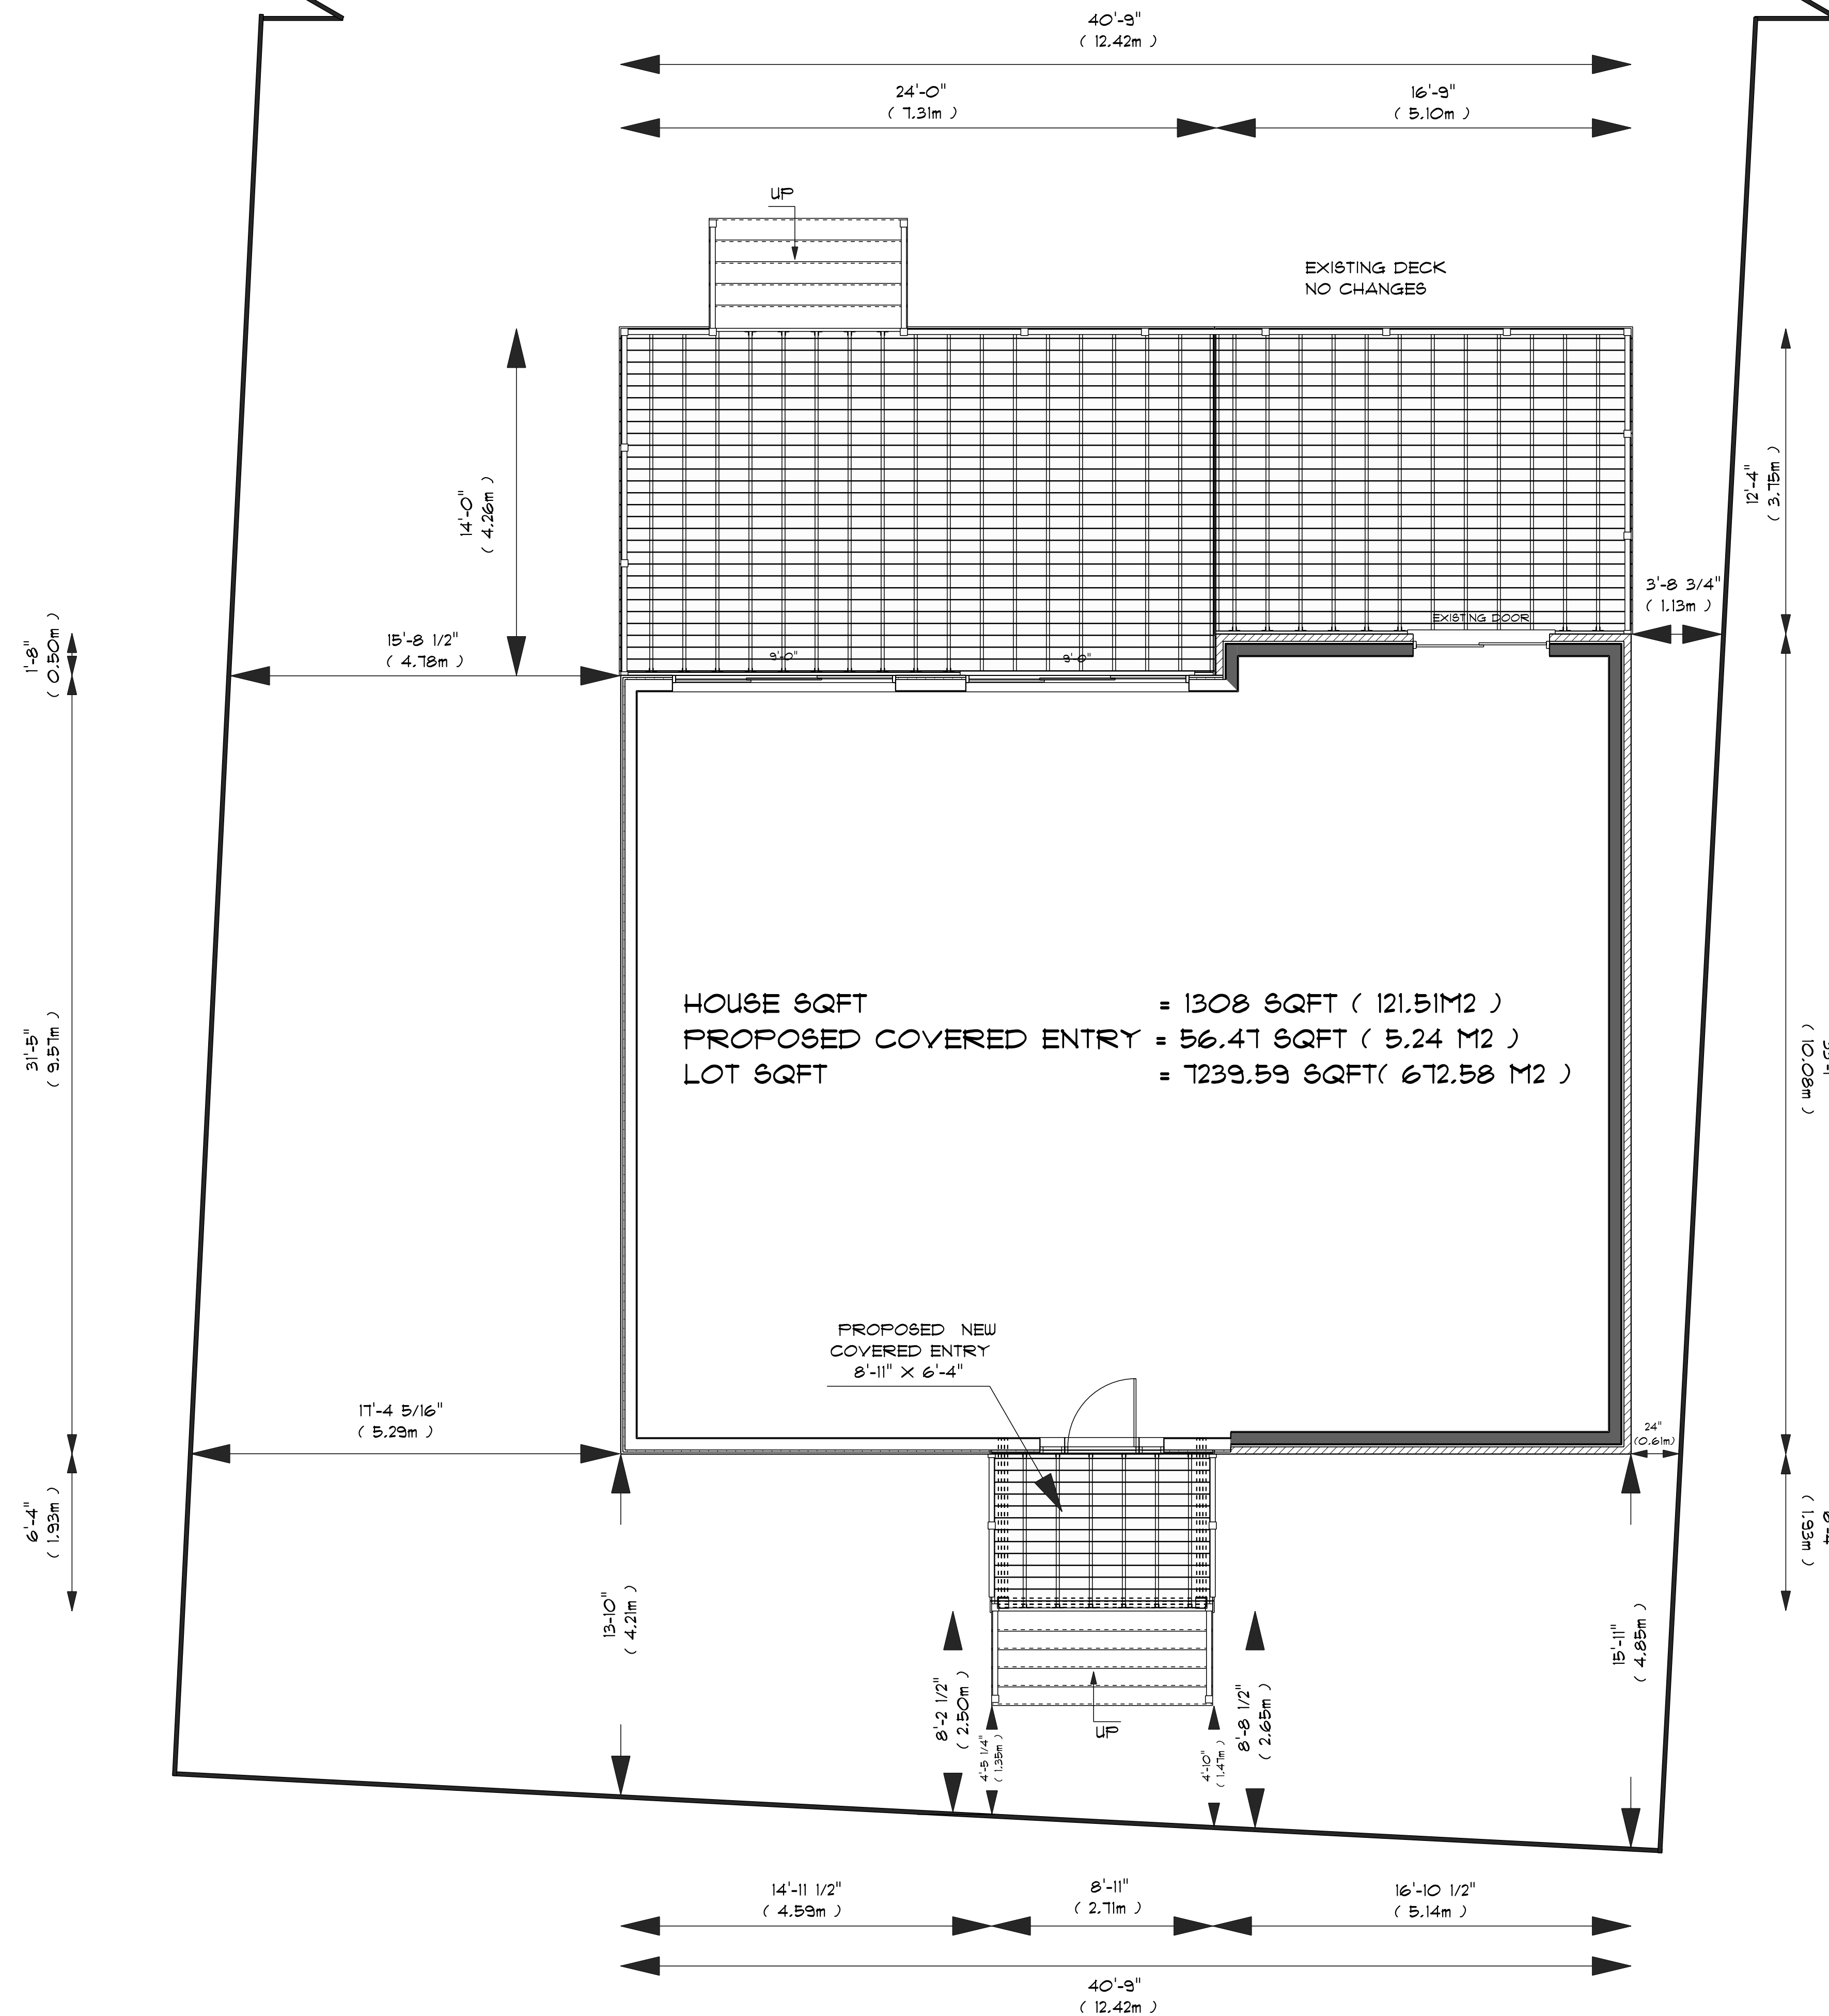 40'-9"
( 12.42m )
24'-0"
( 7.31m )
16'-9"
( 5.10m )
UP
EXISTING DECK
NO CHANGES
14'-0"
( 4.26m )
12'-4"
( 3.75m )
3'-8 3/4"
( 1.13m )
EXISTING DOOR
1'-8"
( 0.50m )
15'-8 1/2"
( 4.78m )
9'-0"
9'-0"
HOUSE SQFT = 1308 SQFT ( 121.51M2 )
PROPOSED COVERED ENTRY = 56.47 SQFT ( 5.24 M2 )
LOT SQFT = 7239.59 SQFT( 672.58 M2 )
31'-5"
( 9.57m )
( 10.08m )
PROPOSED NEW
COVERED ENTRY
8'-11" X 6'-4"
17'-4 5/16"
( 5.29m )
24"
(0.61m)
6'-4"
( 1.93m )
( 1.93m )
13-10"
( 4.21m )
15'-11"
( 4.85m )
8'-2 1/2"
( 2.50m )
4'-5 1/4"
( 1.35m )
UP
4'-10"
( 1.47m )
8'-8 1/2"
( 2.65m )
14'-11 1/2"
( 4.59m )
8'-11"
( 2.71m )
16'-10 1/2"
( 5.14m )
40'-9"
( 12.42m )